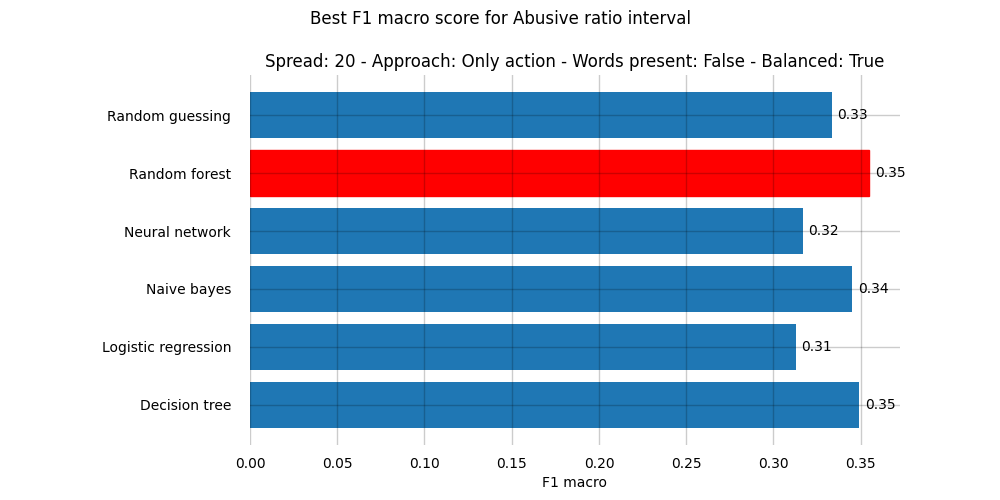 Best F1 macro score for Abusive ratio interval
Spread: 20 - Approach: Only action - Words present: False - Balanced: True
Random guessing 0.33
Random forest 0.35
Neural network 0.32
Naive bayes 0.34
Logistic regression 0.31
Decision tree 0.35
0.00 0.05 0.10 0.15 0.20 0.25 0.30 0.35
F1 macro